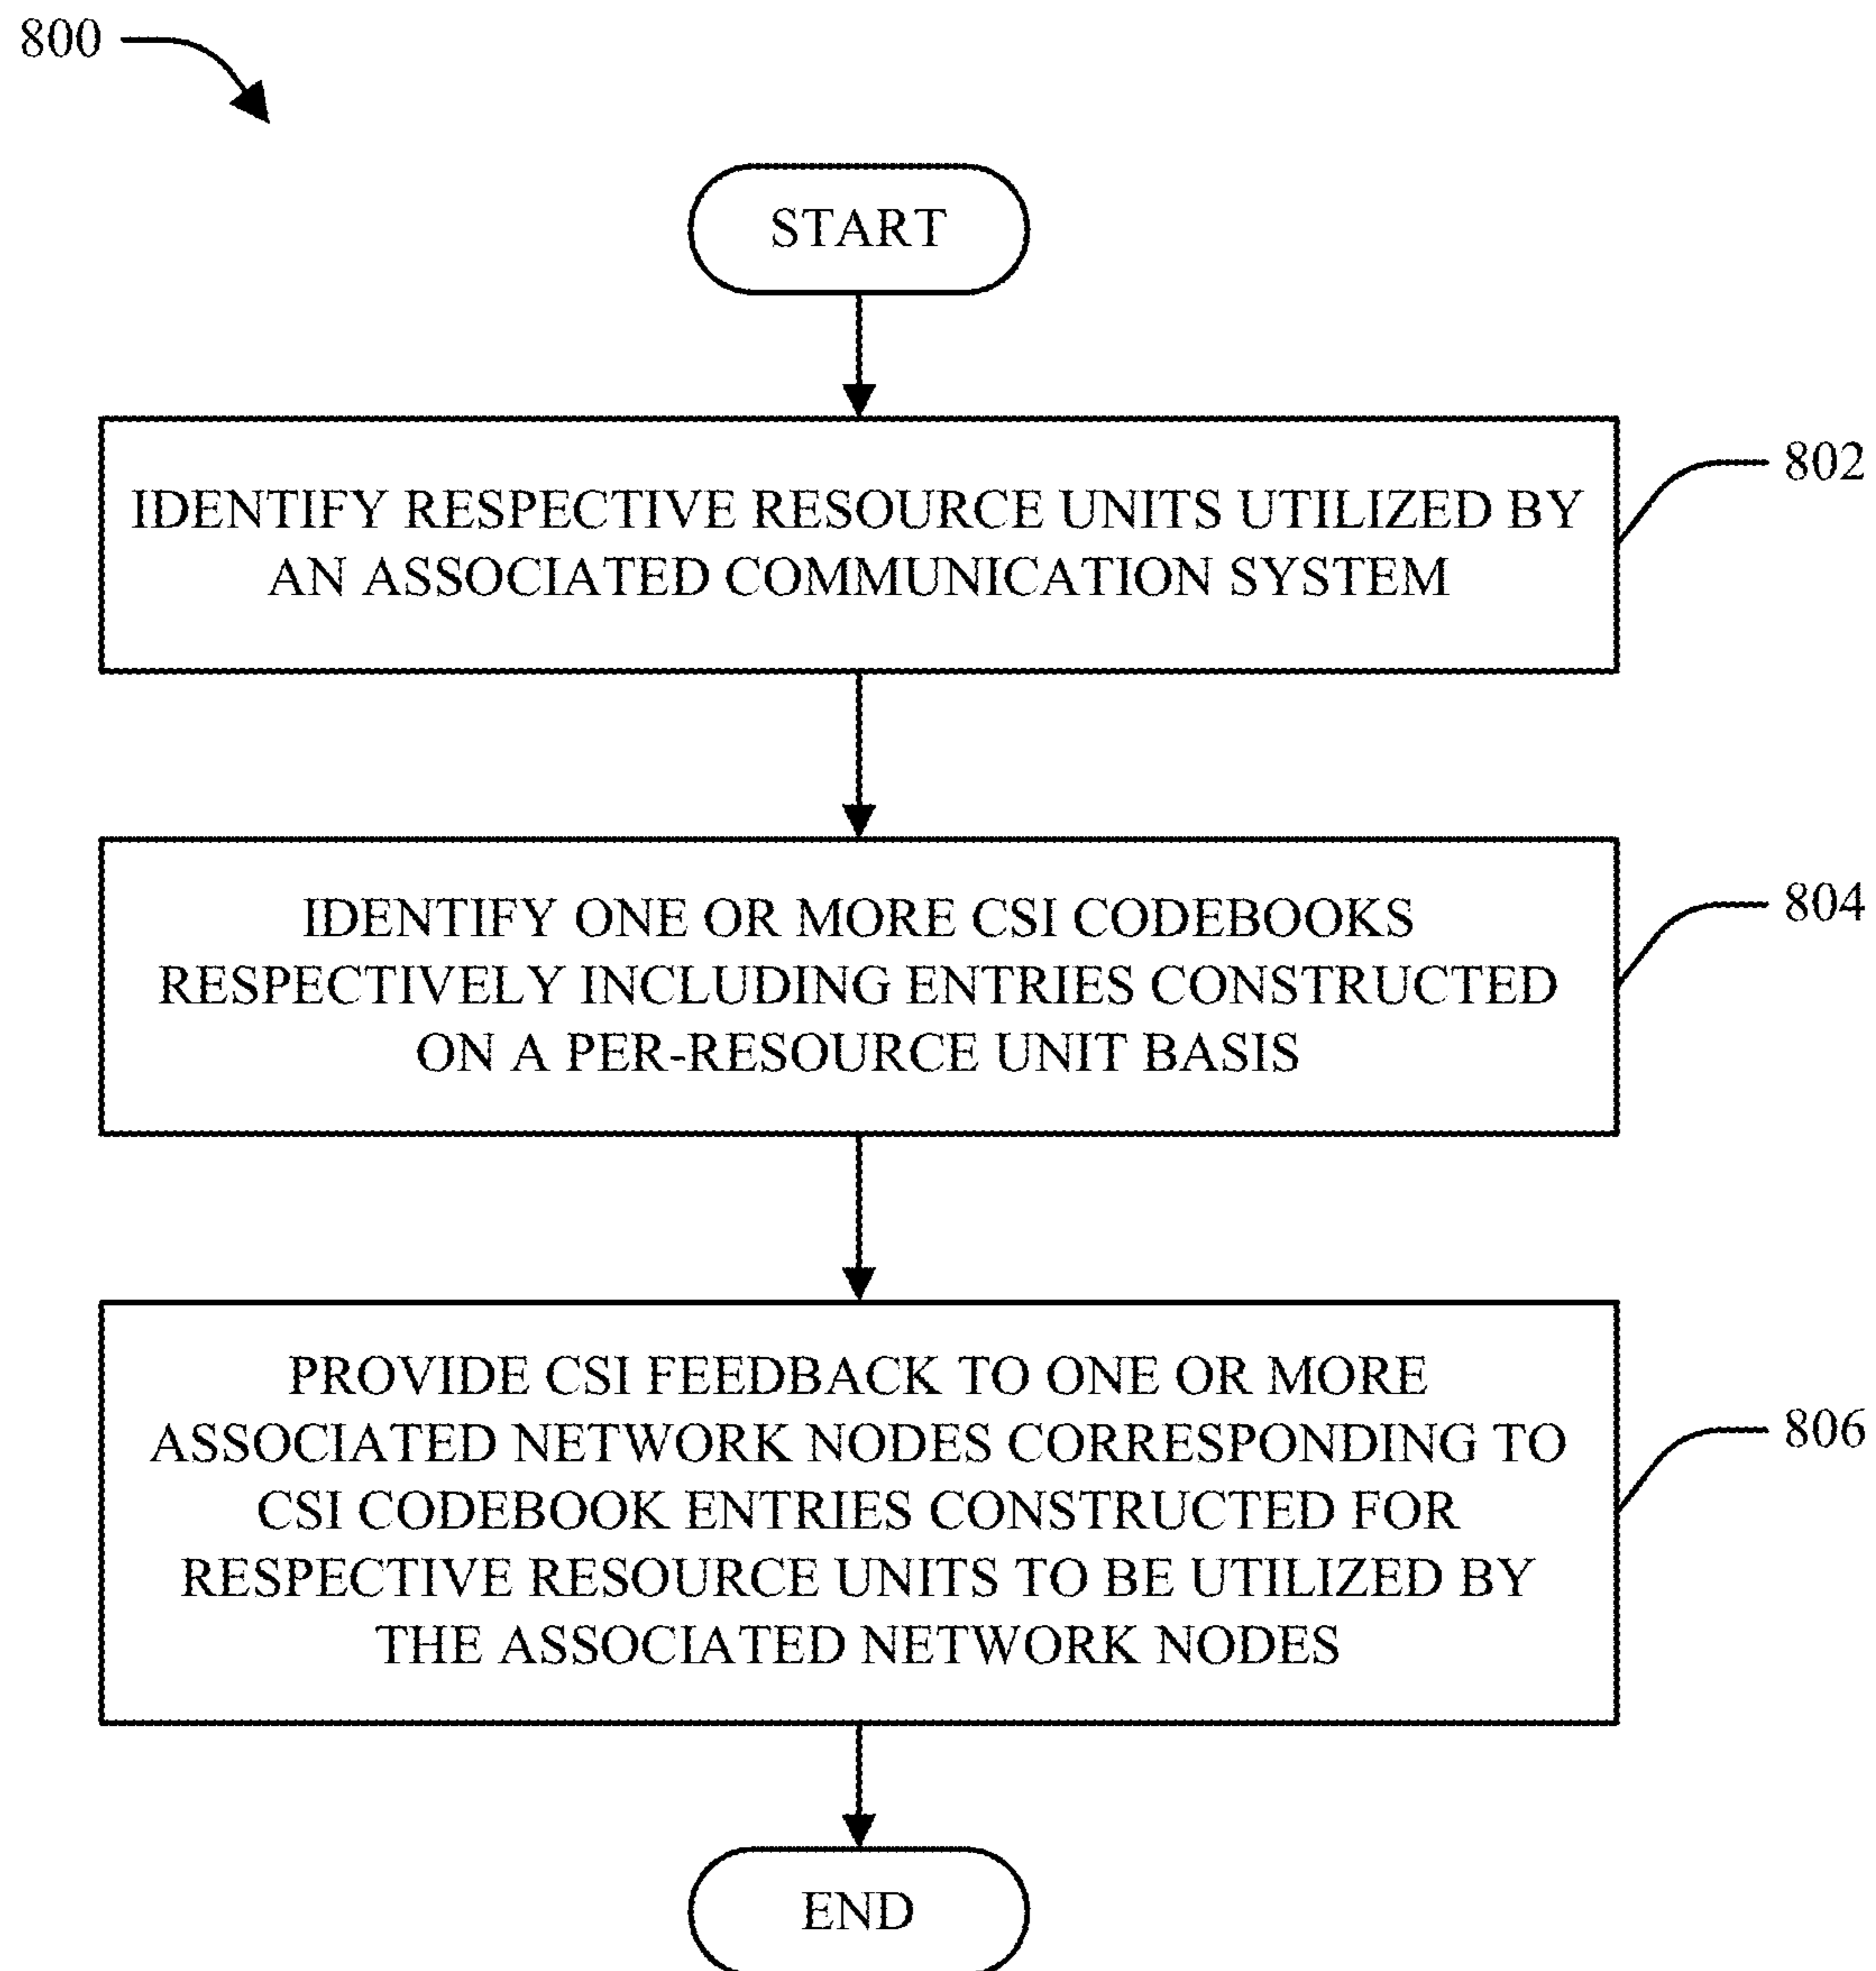 800
START
IDENTIFY RESPECTIVE RESOURCE UNITS UTILIZED BY
AN ASSOCIATED COMMUNICATION SYSTEM
802
IDENTIFY ONE OR MORE CSI CODEBOOKS
RESPECTIVELY INCLUDING ENTRIES CONSTRUCTED
ON A PER-RESOURCE UNIT BASIS
804
PROVIDE CSI FEEDBACK TO ONE OR MORE
ASSOCIATED NETWORK NODES CORRESPONDING TO
CSI CODEBOOK ENTRIES CONSTRUCTED FOR
RESPECTIVE RESOURCE UNITS TO BE UTILIZED BY
THE ASSOCIATED NETWORK NODES
806
END